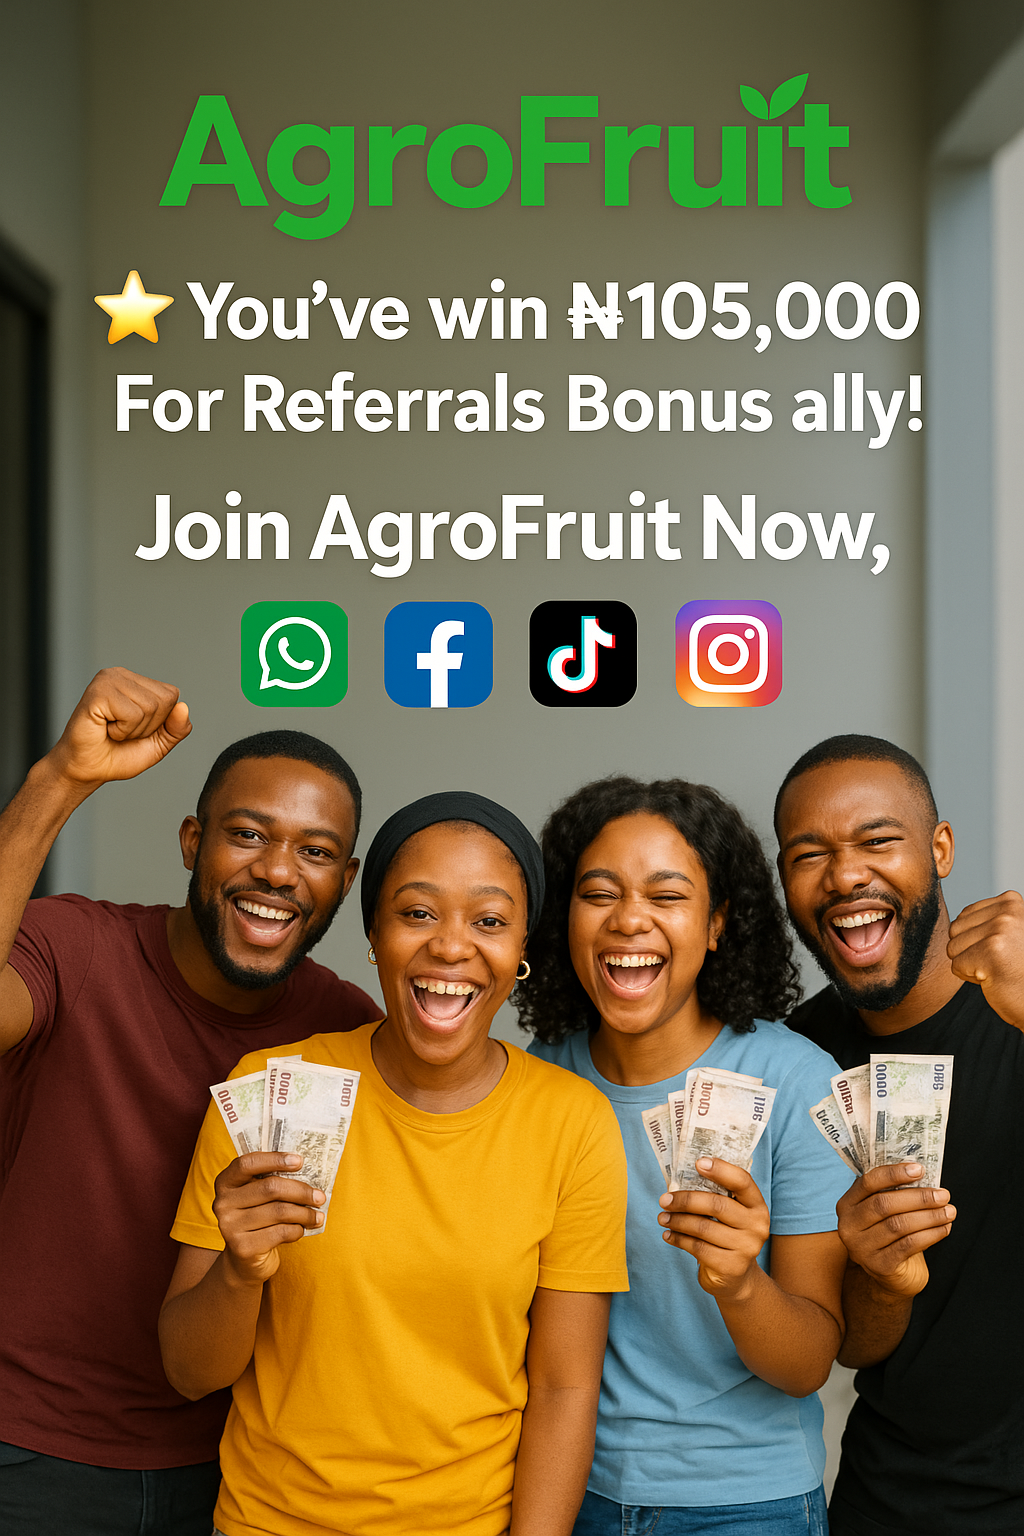 AgroFruit
⭐ You've win ₦105,000
For Referrals Bonus ally!
Join AgroFruit Now,